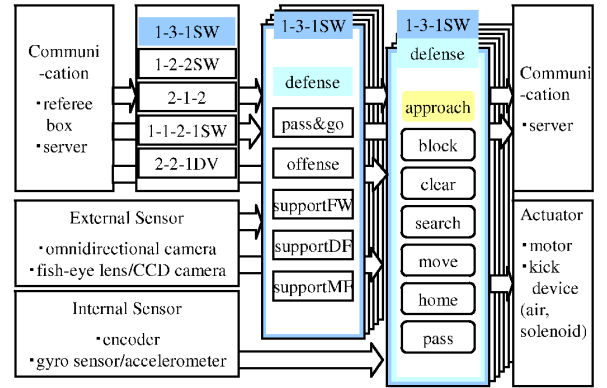 Communi
-cation
・referee
box
・server
1-3-1SW
1-2-2SW
2-1-2
1-1-2-1SW
2-2-1DV
External Sensor
・omnidirectional camera
・fish-eye lens/CCD camera
Internal Sensor
・encoder
・gyro sensor/accelerometer
1-3-1SW
defense
pass&go
offense
supportFW
supportDF
supportMF
1-3-1SW
defense
approach
block
clear
search
move
home
pass
Communi
-cation
・server
Actuator
・motor
・kick
device
(air,
solenoid)